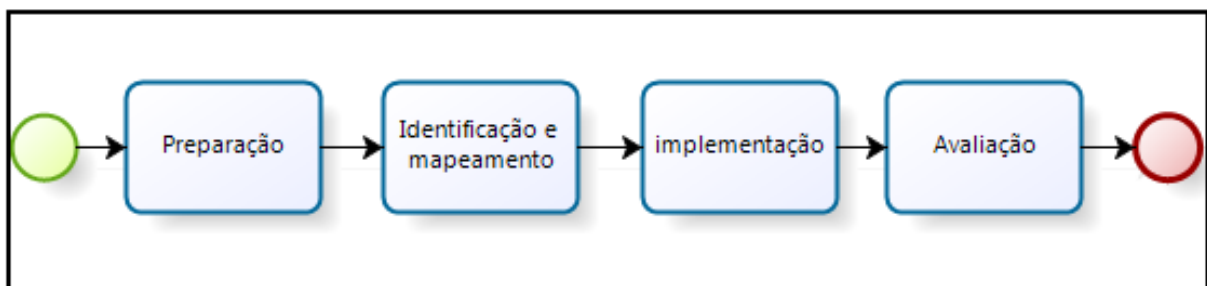 Preparação
Identificação e
mapeamento
implementação
Avaliação